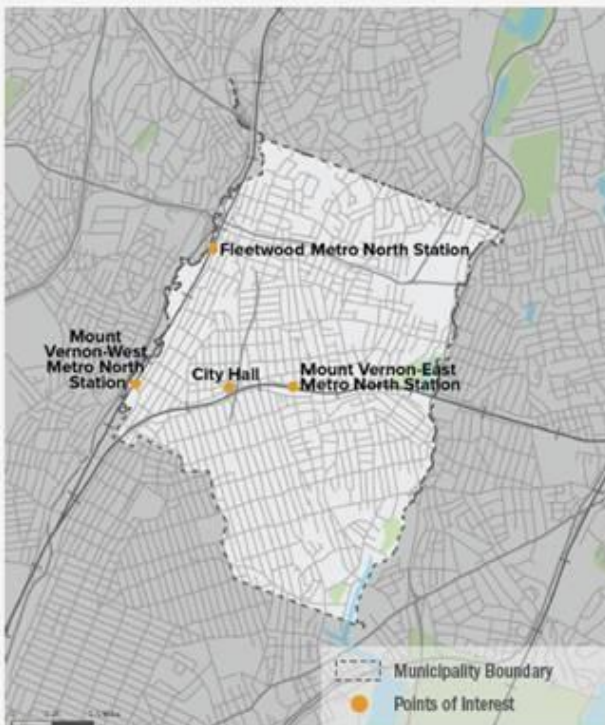 Fleetwood Metro North Station
Mount
Vernon-West
Metro North
Station
City Hall
Mount Vernon-East
Metro North Station
Municipality Boundary
Points of Interest